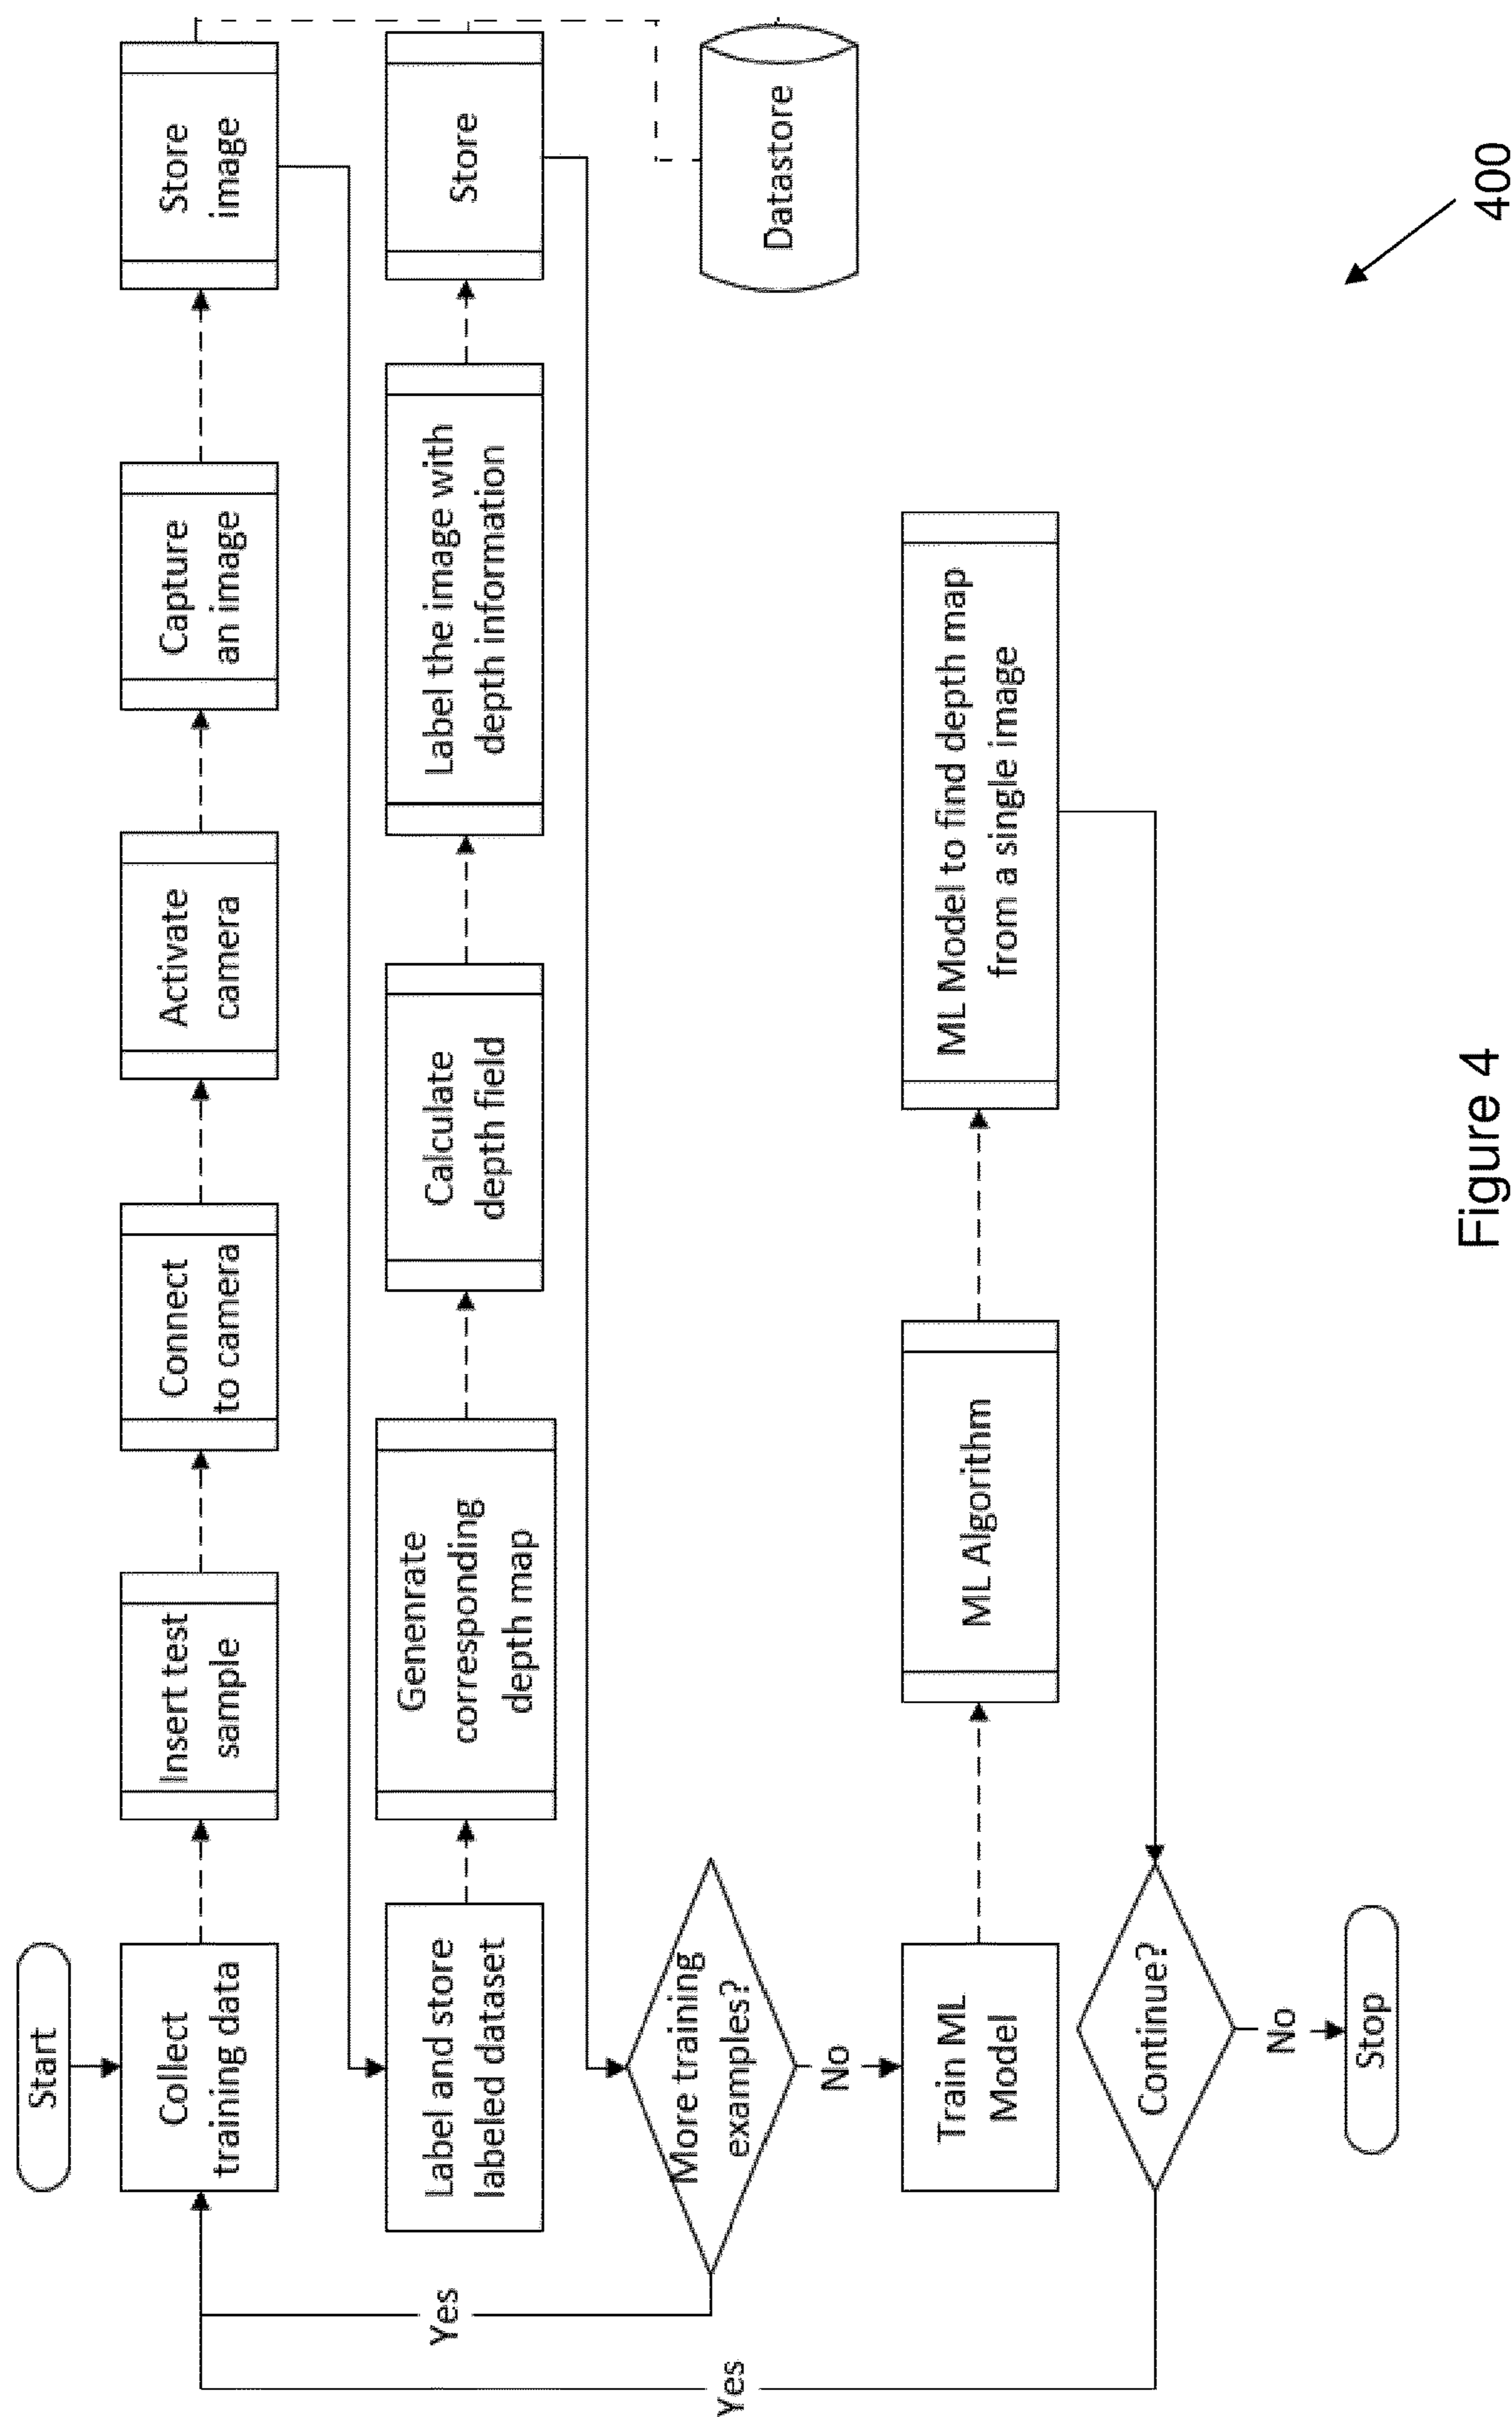 Start
Collect
training data
Insert test
sample
Connect
to camera
Activate
camera
Capture
an image
Store
image
Label and store
labeled dataset
Genenrate
corresponding
depth map
Calculate
depth field
Label the image with
depth information
Store
Yes
More training
examples?
Datastore
No
Train ML
Model
ML Algorithm
ML Model to find depth map
from a single image
Yes
Continue?
No
Stop
400
Figure 4